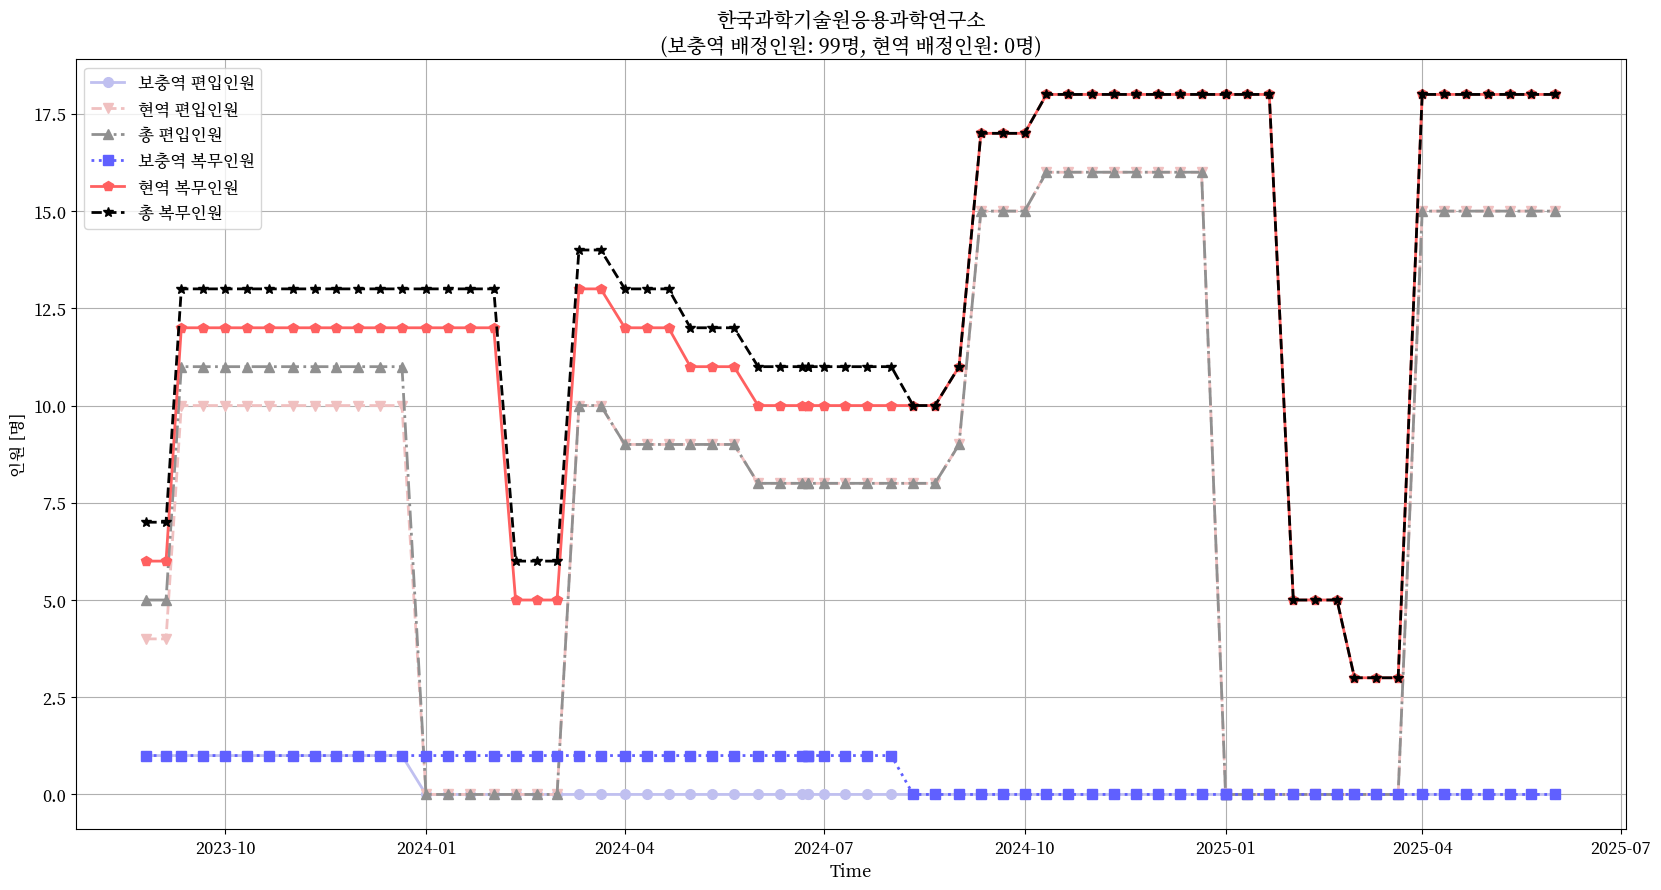 한국과학기술원응용과학연구소
(보충역 배정인원: 99명, 현역 배정인원: 0명)
보충역 편입인원
현역 편입인원
총 편입인원
보충역 복무인원
현역 복무인원
총 복무인원
인원 [명]
17.5
15.0
12.5
10.0
7.5
5.0
2.5
0.0
2023-10
2024-01
2024-04
2024-07
2024-10
2025-01
2025-04
2025-07
Time